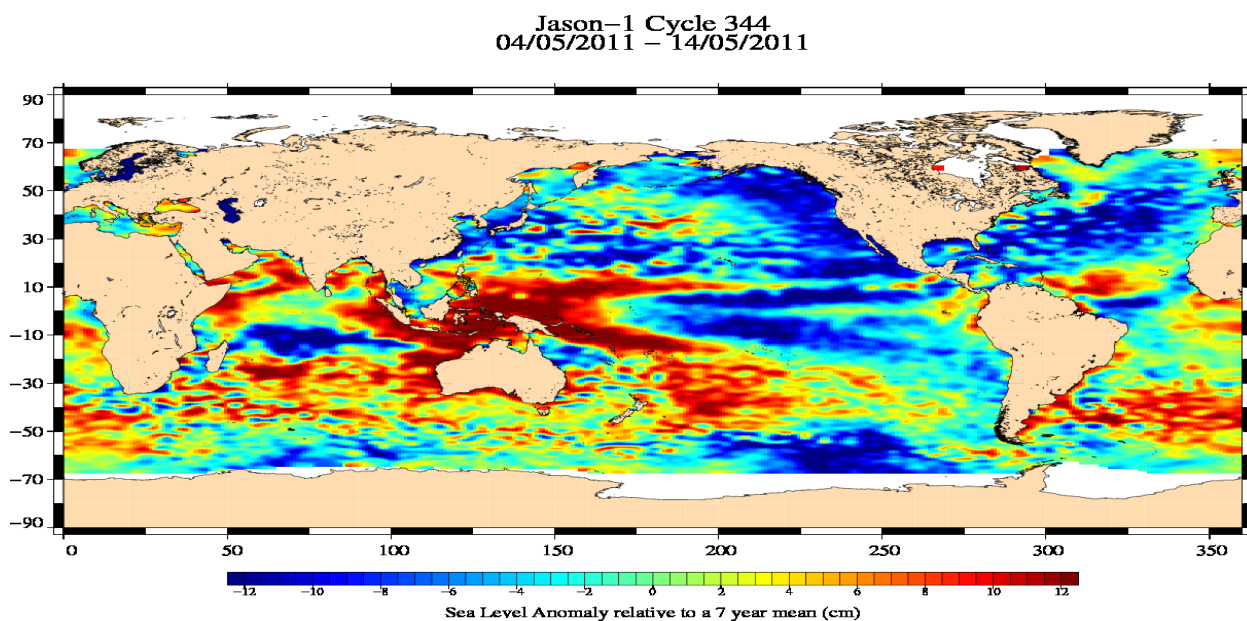 Jason-1 Cycle 344
04/05/2011 - 14/05/2011
90
70
50
30
10
-10
-30
-50
-70
-90
0 50 100 150 200 250 300 350
-12 -10 -8 -6 -4 -2 0 2 4 6 8 10 12
Sea Level Anomaly relative to a 7 year mean (cm)